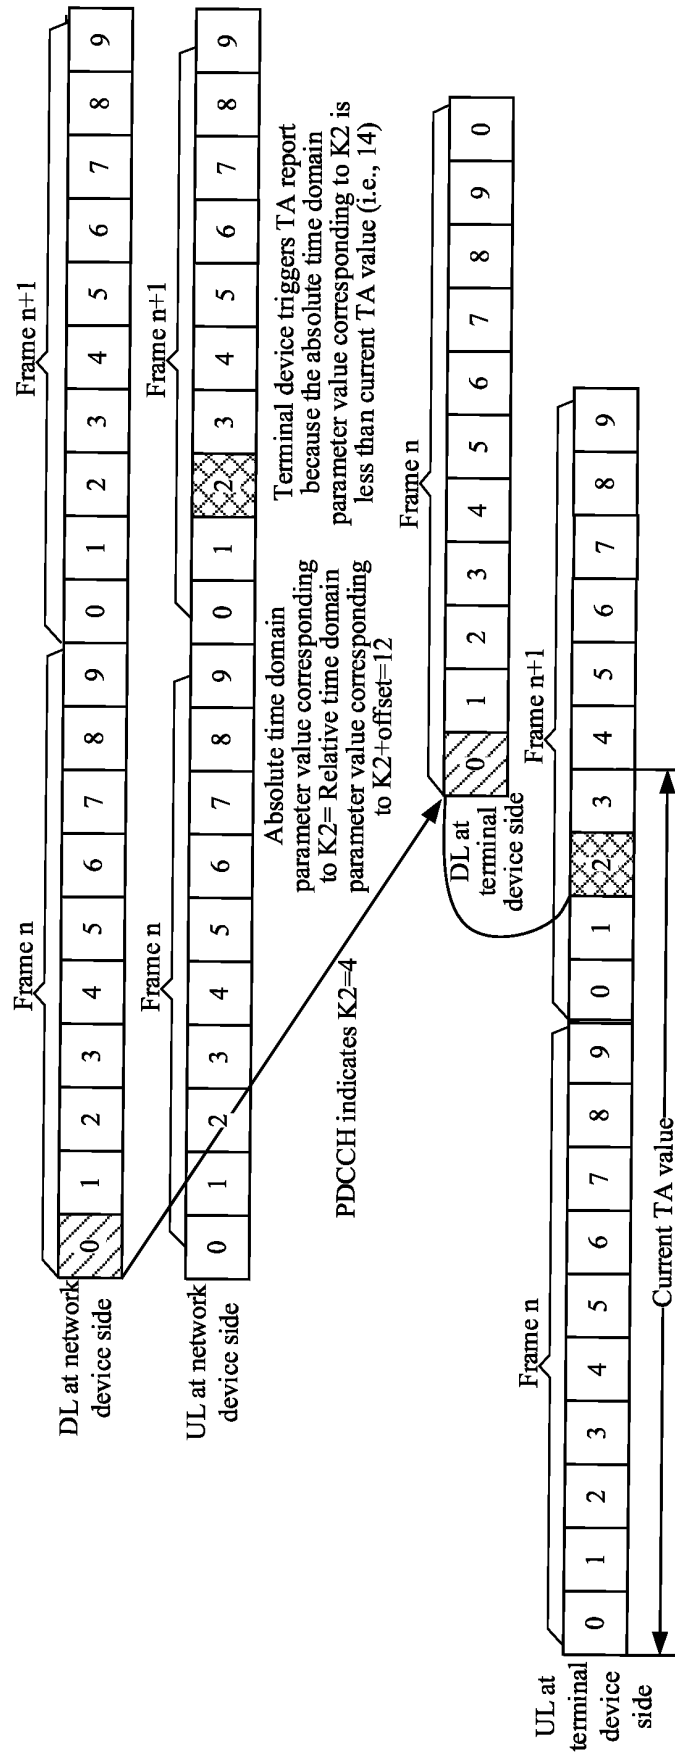 Frame n
Frame n+1
DL at network
device side
0 1 2 3 4 5 6 7 8 9 0 1 2 3 4 5 6 7 8 9
Frame n
Frame n+1
UL at network
device side
0 1 2 3 4 5 6 7 8 9 0 1 2 3 4 5 6 7 8 9
PDCCH indicates K2=4
Absolute time domain
parameter value corresponding
to K2= Relative time domain
parameter value corresponding
to K2+offset=12
Terminal device triggers TA report
because the absolute time domain
parameter value corresponding to K2 is
less than current TA value (i.e., 14)
Frame n
DL at
terminal
device side
0 1 2 3 4 5 6 7 8 9 0
Frame n
Frame n+1
UL at
terminal
device
side
0 1 2 3 4 5 6 7 8 9 0 1 2 3 4 5 6 7 8 9
Current TA value